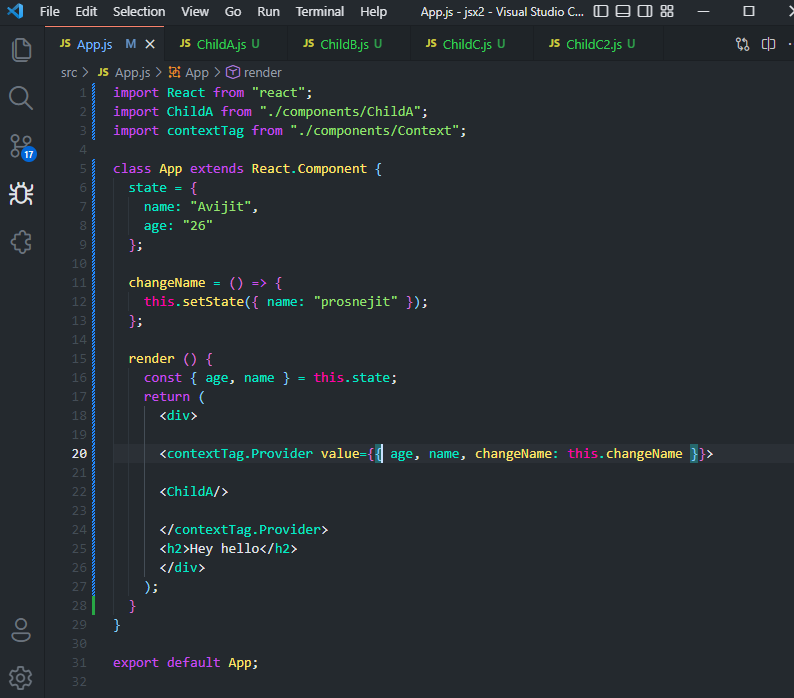 File Edit Selection View Go Run Terminal Help App.js - jsx2 - Visual Studio C...
JS App.js M JS ChildA.js U JS ChildB.js U JS ChildC.js U JS ChildC2.js U
src > JS App.js > App > render
1 import React from "react";
2 import ChildA from "./components/ChildA";
3 import contextTag from "./components/Context";
4
5 class App extends React.Component {
6 state = {
7 name: "Avijit",
8 age: "26"
9 };
10
11 changeName = () => {
12 this.setState({ name: "prosnejit" });
13 };
14
15 render () {
16 const { age, name } = this.state;
17 return (
18 <div>
19
20 <contextTag.Provider value={{ age, name, changeName: this.changeName }}>
21
22 <ChildA/>
23
24 </contextTag.Provider>
25 <h2>Hey hello</h2>
26 </div>
27 );
28 }
29 }
30
31 export default App;
32
17